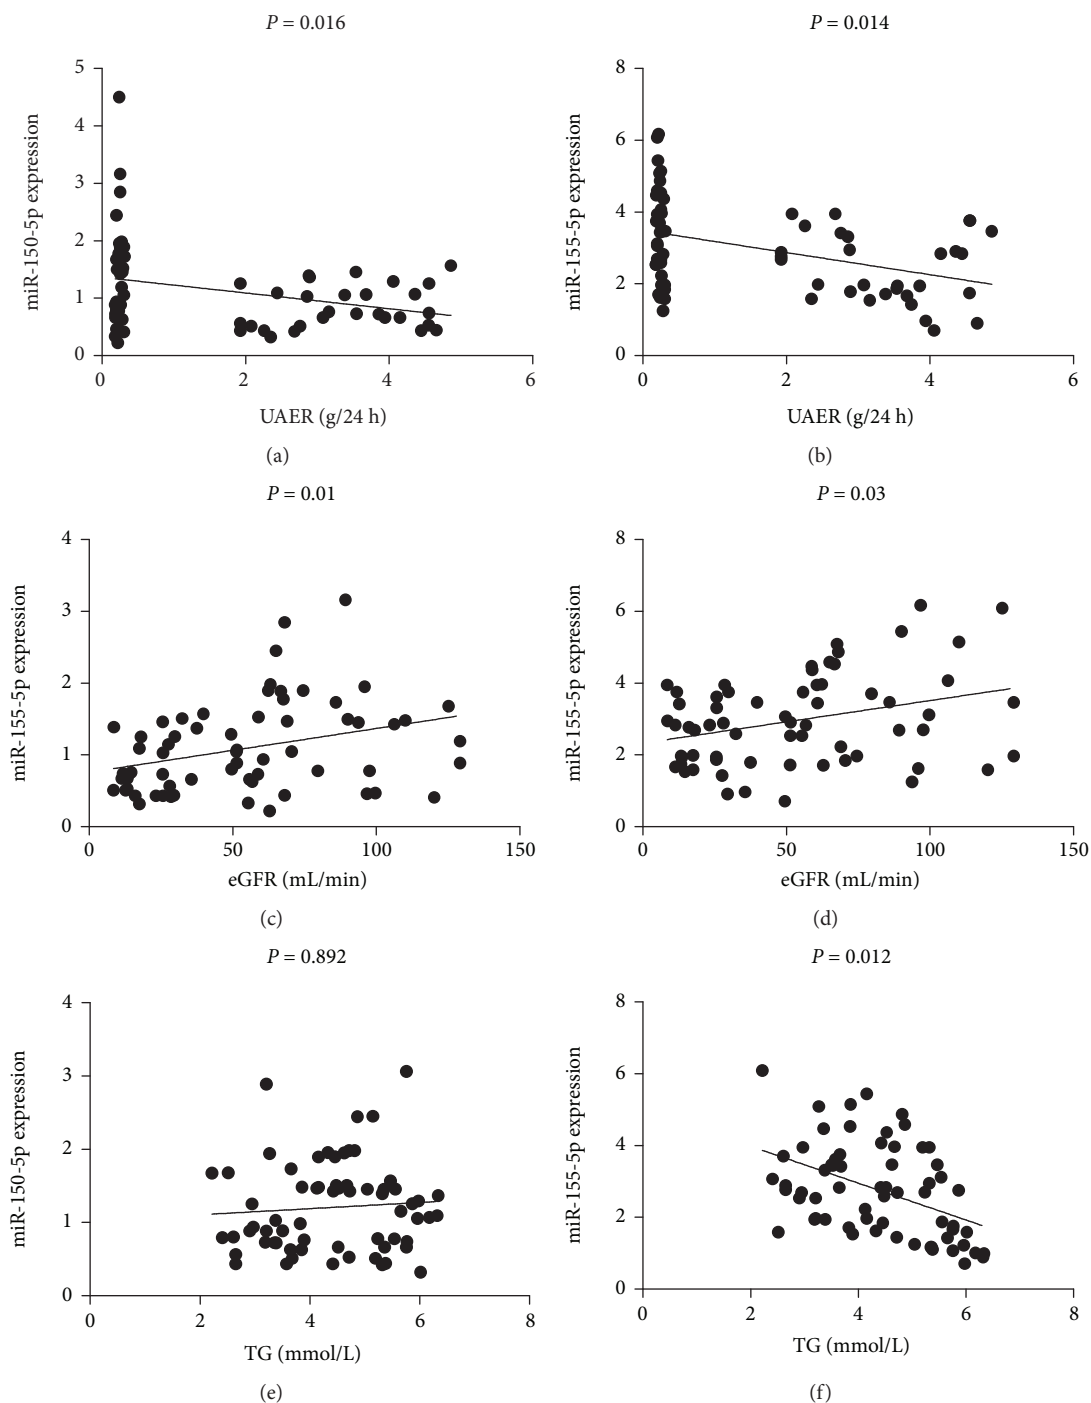 P = 0.016
5
4
3
2
1
0
miR-150-5p expression
0 2 4 6
UAER (g/24 h)
(a)
P = 0.014
8
6
4
2
0
miR-155-5p expression
0 2 4 6
UAER (g/24 h)
(b)
P = 0.01
4
3
2
1
0
miR-155-5p expression
0 50 100 150
eGFR (mL/min)
(c)
P = 0.03
8
6
4
2
0
miR-155-5p expression
0 50 100 150
eGFR (mL/min)
(d)
P = 0.892
4
3
2
1
0
miR-150-5p expression
0 2 4 6 8
TG (mmol/L)
(e)
P = 0.012
8
6
4
2
0
miR-155-5p expression
0 2 4 6 8
TG (mmol/L)
(f)